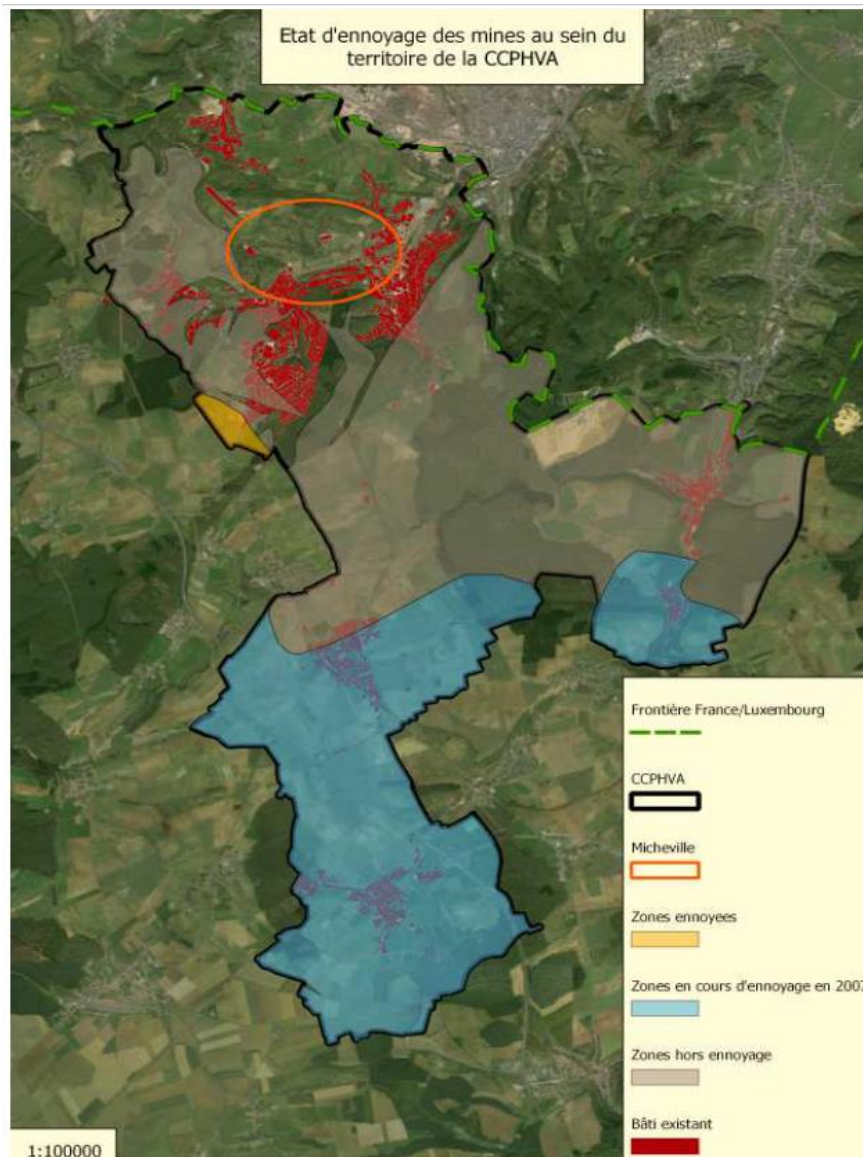 Etat d'ennoyage des mines au sein du
territoire de la CCPHVA
Frontière France/Luxembourg
CCPHVA
Micheville
Zones ennoyees
Zones en cours d'ennoyage en 2007
Zones hors ennoyage
Bâti existant
1:100000